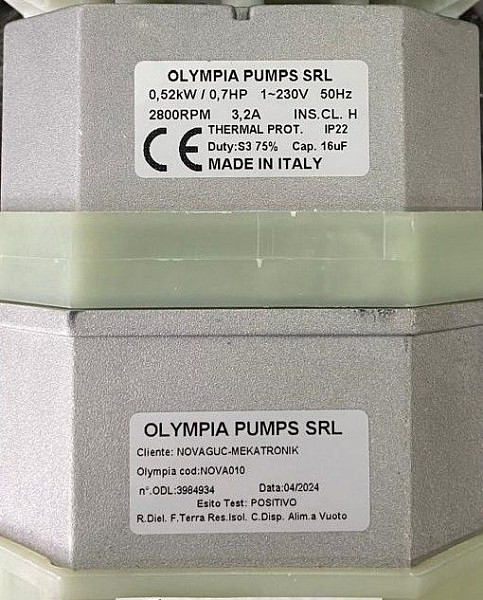 OLYMPIA PUMPS SRL
0,52kW / 0,7HP 1~230V 50Hz
2800RPM 3,2A INS.CL. H
CE THERMAL PROT. IP22
Duty:S3 75% Cap. 16uF
MADE IN ITALY
OLYMPIA PUMPS SRL
Cliente: NOVAGUC-MEKATRONIK
Olympia cod:NOVA010
n°.ODL:3984934 Data:04/2024
Esito Test: POSITIVO
R.Diel. F.Terra Res.Isol. C.Disp. Alim.a Vuoto